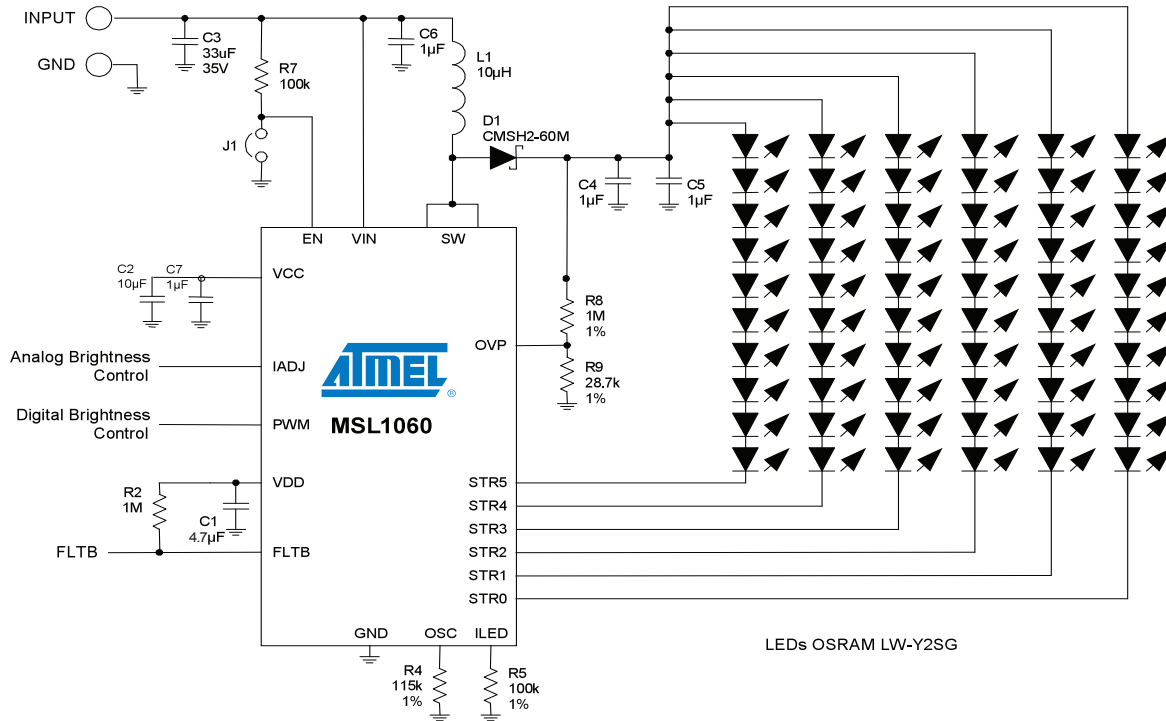 INPUT
GND
C3
33uF
35V
R7
100k
J1
C6
1µF
L1
10µH
D1
CMSH2-60M
C4
1µF
C5
1µF
EN
VIN
SW
C2
10µF
C7
1µF
VCC
R8
1M
1%
OVP
R9
28.7k
1%
Analog Brightness
Control
IADJ
ATMEL
®
Digital Brightness
Control
PWM
MSL1060
R2
1M
VDD
C1
4.7µF
FLTB
FLTB
STR5
STR4
STR3
STR2
STR1
STR0
GND
OSC
ILED
R4
115k
1%
R5
100k
1%
LEDs OSRAM LW-Y2SG